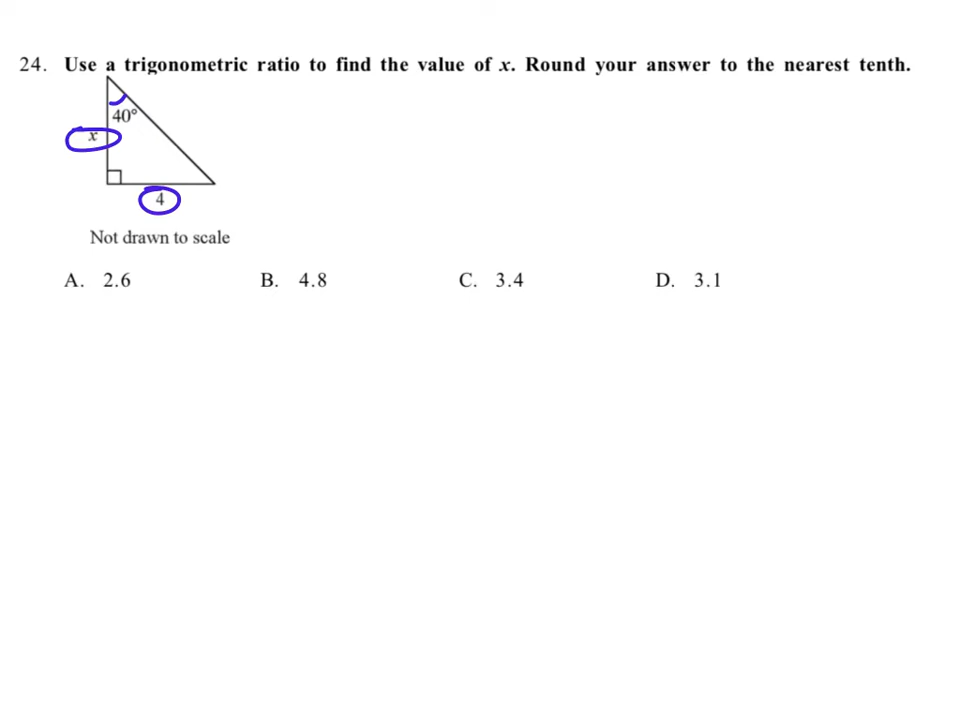 24. Use a trigonometric ratio to find the value of x. Round your answer to the nearest tenth.
40°
x
4
Not drawn to scale
A. 2.6 B. 4.8 C. 3.4 D. 3.1